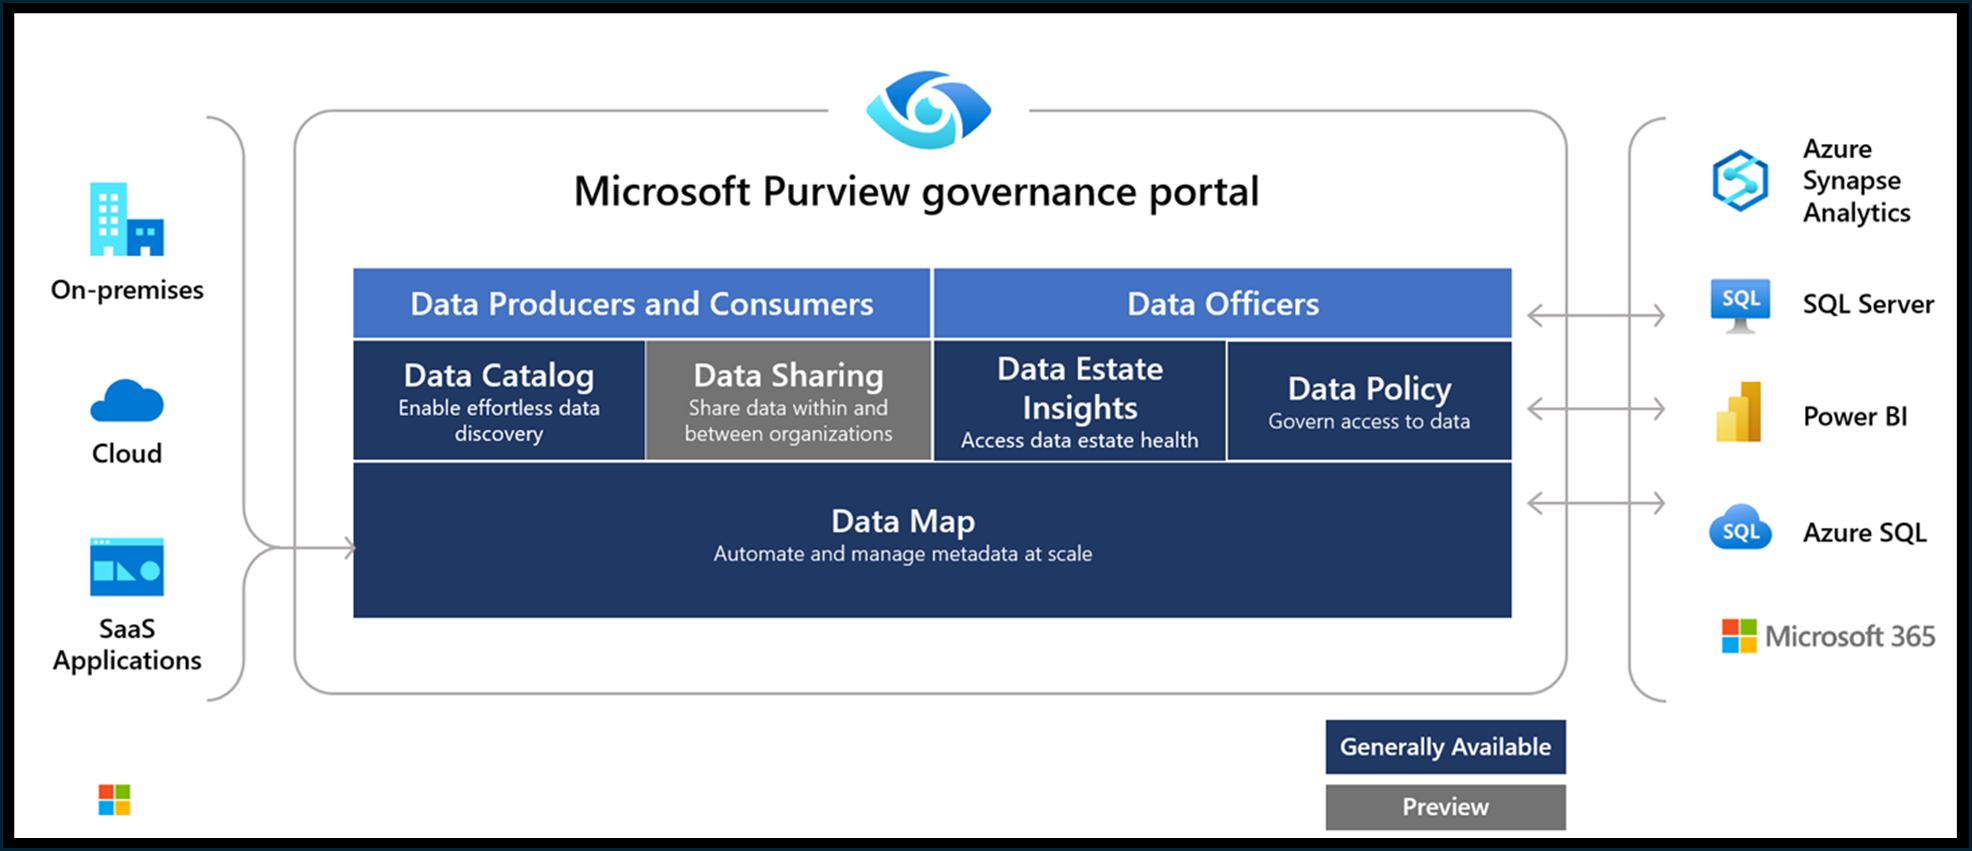 Microsoft Purview governance portal
On-premises
Cloud
SaaS
Applications
Data Producers and Consumers
Data Officers
Data Catalog
Enable effortless data
discovery
Data Sharing
Share data within and
between organizations
Data Estate
Insights
Access data estate health
Data Policy
Govern access to data
Data Map
Automate and manage metadata at scale
Azure
Synapse
Analytics
SQL
SQL Server
Power BI
SQL
Azure SQL
Microsoft 365
Generally Available
Preview